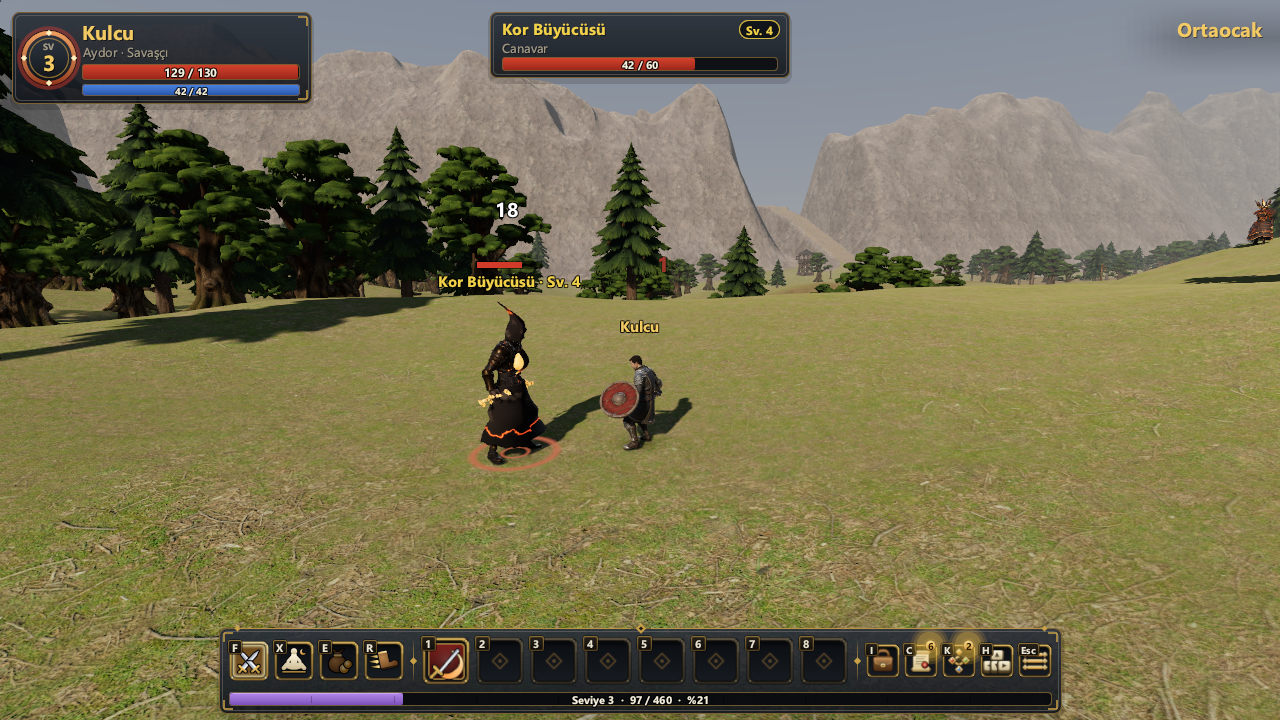 Kulcu
SV
3
Aydor · Savaşçı
129 / 130
42 / 42
Kor Büyücüsü
Sv. 4
Canavar
42 / 60
Ortaocak
18
1
Kor Büyücüsü · Sv. 4
Kulcu
F
X
E
R
1
2
3
4
5
6
7
8
I
C
6
K
2
H
A
Esc
Seviye 3 · 97 / 460 · %21